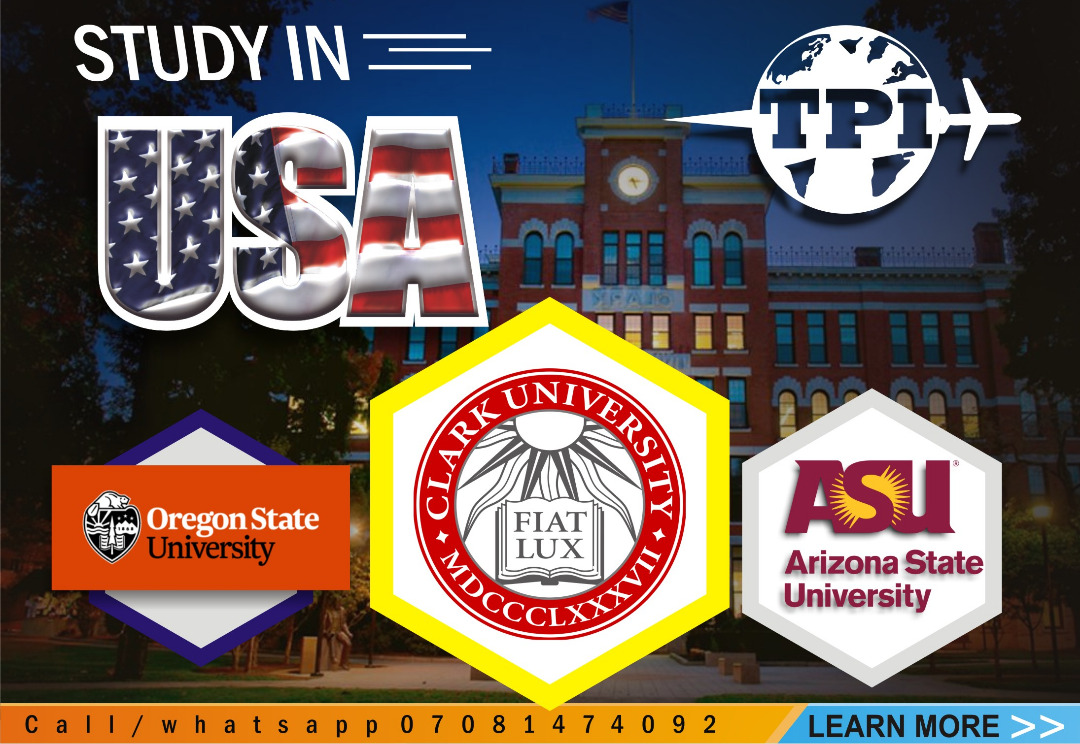 STUDY IN
USA
TPI
CLARK UNIVERSITY
FIAT
LUX
MDCCCLXXXVII
Oregon State
University
ASU®
Arizona State
University
Call/whatsapp 07081474092
LEARN MORE >>